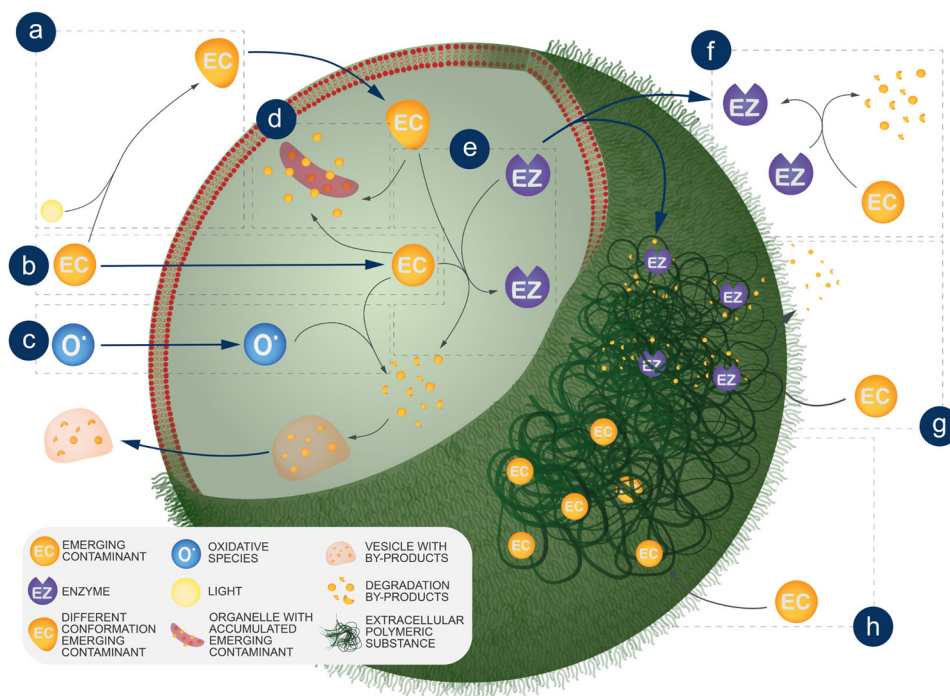 a
EC
f
EZ
d
EC
e
EZ
EZ
EC
b
EC
EC
EZ
EZ
EZ
c
O•
O•
EZ
EZ
EC
g
EC
EC
EC
EC
EC
EC
h
EC
EMERGING
CONTAMINANT
O•
OXIDATIVE
SPECIES
VESICLE WITH
BY-PRODUCTS
EZ
ENZYME
LIGHT
DEGRADATION
BY-PRODUCTS
EC
DIFFERENT
CONFORMATION
EMERGING
CONTAMINANT
ORGANELLE WITH
ACCUMULATED
EMERGING
CONTAMINANT
EXTRACELLULAR
POLYMERIC
SUBSTANCE